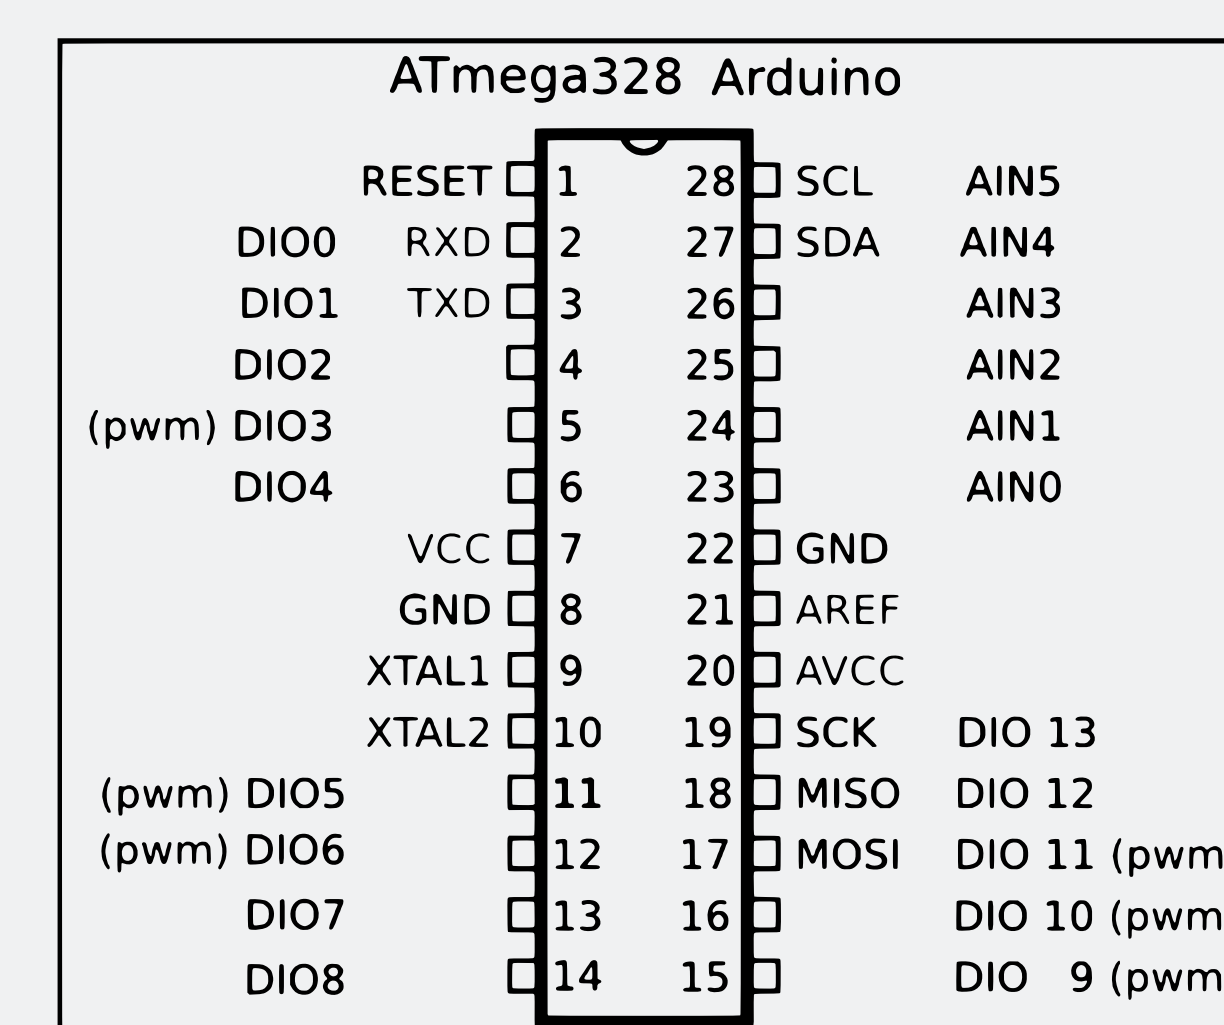 ATmega328 Arduino
RESET 1 28 SCL AIN5
DIO0 RXD 2 27 SDA AIN4
DIO1 TXD 3 26 AIN3
DIO2 4 25 AIN2
(pwm) DIO3 5 24 AIN1
DIO4 6 23 AIN0
VCC 7 22 GND
GND 8 21 AREF
XTAL1 9 20 AVCC
XTAL2 10 19 SCK DIO 13
(pwm) DIO5 11 18 MISO DIO 12
(pwm) DIO6 12 17 MOSI DIO 11 (pwm
DIO7 13 16 DIO 10 (pwm
DIO8 14 15 DIO 9 (pwm